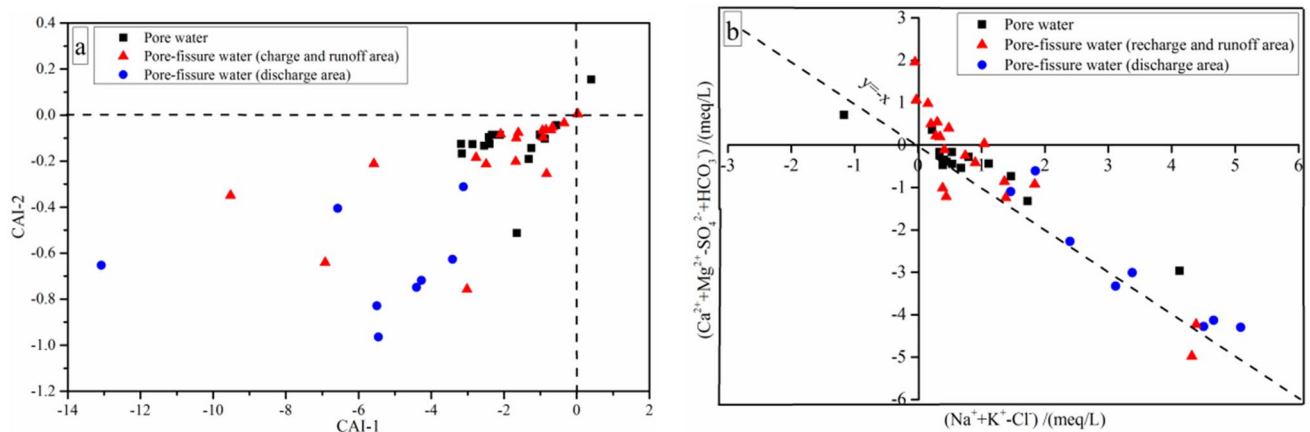 a
Pore water
Pore-fissure water (charge and runoff area)
Pore-fissure water (discharge area)
0.4
0.2
0.0
-0.2
-0.4
-0.6
-0.8
-1.0
-1.2
CAI-2
-14
-12
-10
-8
-6
-4
-2
0
2
CAI-1
b
Pore water
Pore-fissure water (recharge and runoff area)
Pore-fissure water (discharge area)
y=-x
3
2
1
0
-1
-2
-3
-4
-5
-6
-3
-2
-1
0
1
2
3
4
5
6
(Ca²⁺+Mg²⁺-SO₄²⁻+HCO₃⁻) /(meq/L)
(Na⁺+K⁺-Cl⁻) /(meq/L)